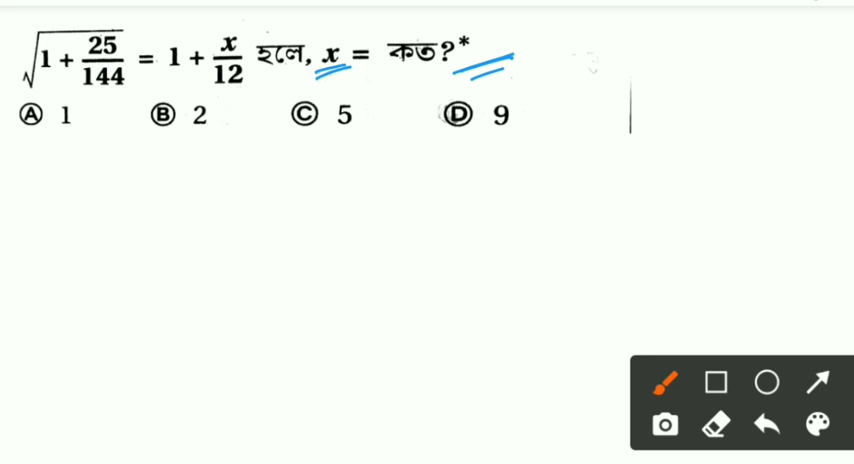 √(1 + 25/144) = 1 + x/12 হলে, x = কত?*
Ⓐ 1 Ⓑ 2 Ⓒ 5 Ⓓ 9